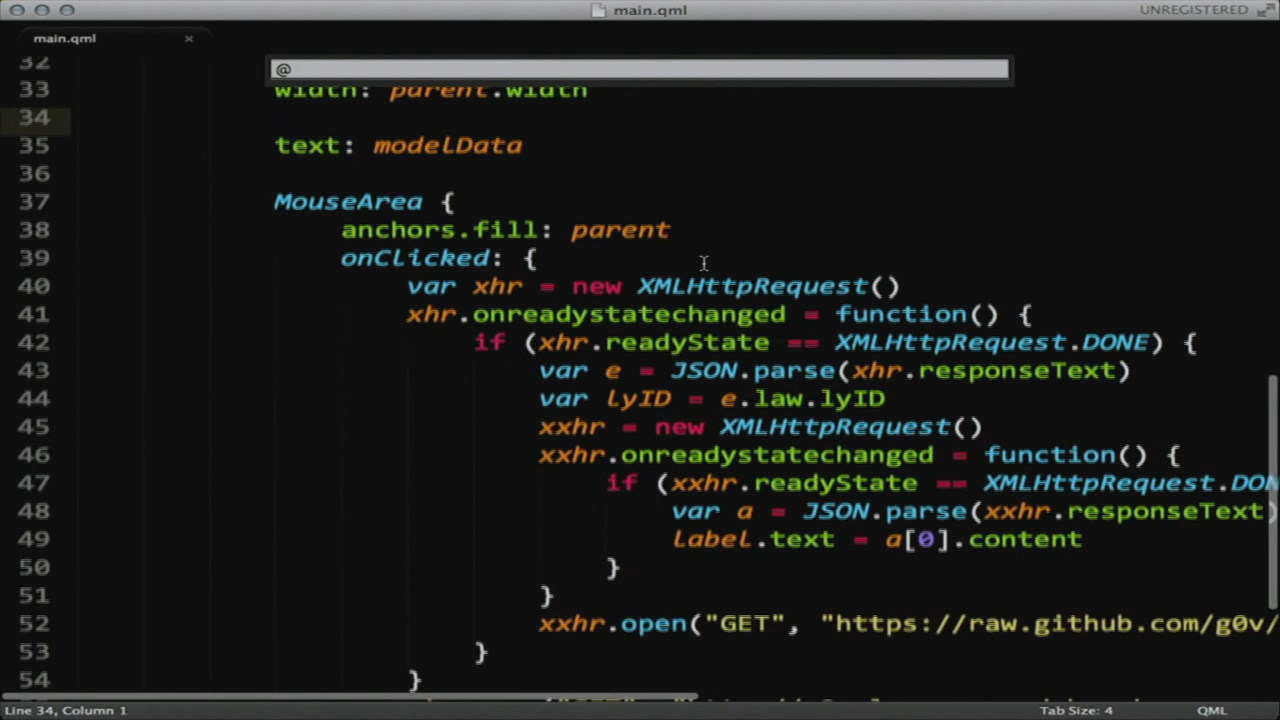 main.qml
UNREGISTERED
main.qml ×
@
32
33 width: parent.width
34
35 text: modelData
36
37 MouseArea {
38 anchors.fill: parent
39 onClicked: {
40 var xhr = new XMLHttpRequest()
41 xhr.onreadystatechanged = function() {
42 if (xhr.readyState == XMLHttpRequest.DONE) {
43 var e = JSON.parse(xhr.responseText)
44 var lyID = e.law.lyID
45 xxhr = new XMLHttpRequest()
46 xxhr.onreadystatechanged = function() {
47 if (xxhr.readyState == XMLHttpRequest.DON
48 var a = JSON.parse(xxhr.responseText)
49 label.text = a[0].content
50 }
51 }
52 xxhr.open("GET", "https://raw.github.com/g0v/
53 }
54 }
Line 34, Column 1
Tab Size: 4
QML